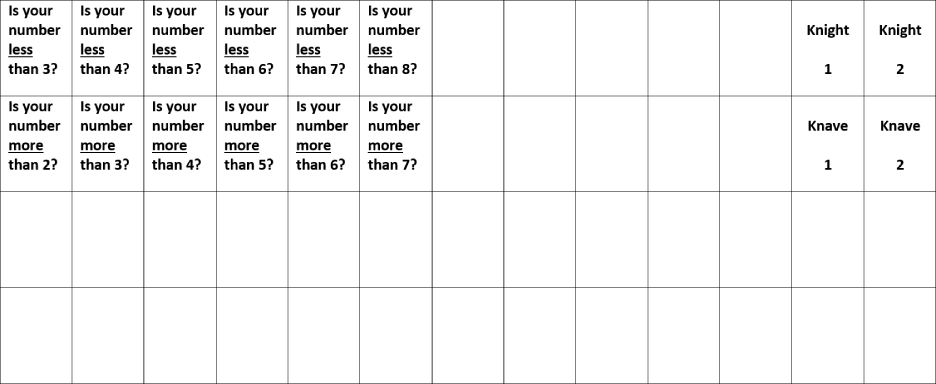 Is your number less than 3?
Is your number less than 4?
Is your number less than 5?
Is your number less than 6?
Is your number less than 7?
Is your number less than 8?
Knight 1
Knight 2
Is your number more than 2?
Is your number more than 3?
Is your number more than 4?
Is your number more than 5?
Is your number more than 6?
Is your number more than 7?
Knave 1
Knave 2